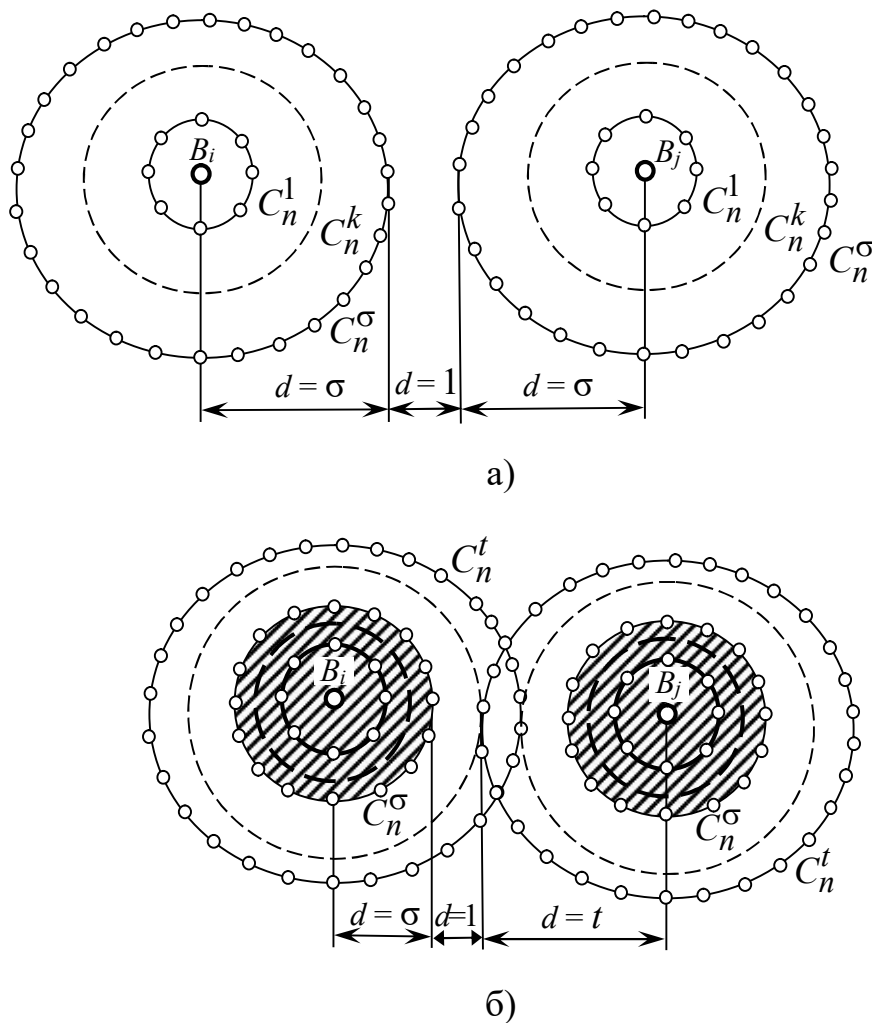 B_i B_j
C_n^1 C_n^1
C_n^k C_n^k
C_n^σ C_n^σ
d = σ d = 1 d = σ
а)
C_n^t
B_i B_j
C_n^σ C_n^σ
C_n^t
d = σ d=1 d = t
б)